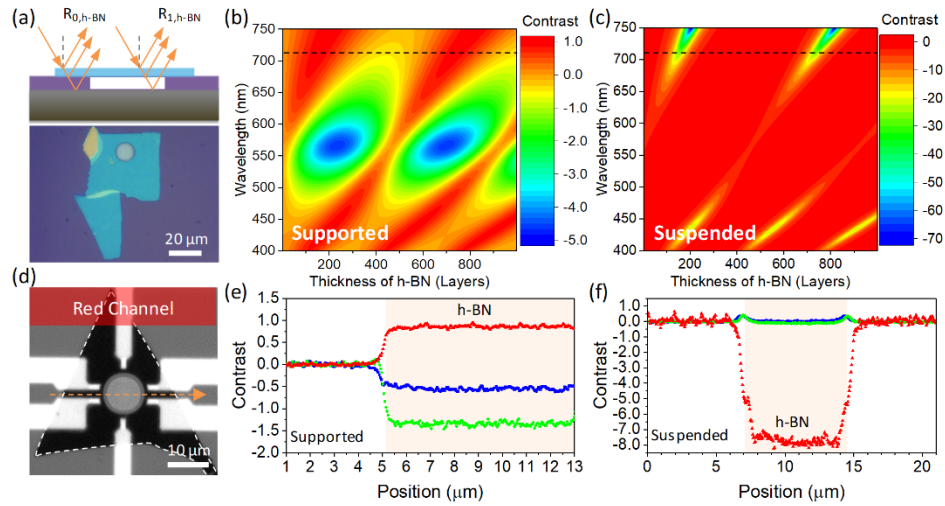 (a)
R0,h-BN
R1,h-BN
20 μm
(b)
Contrast
Wavelength (nm)
750
700
650
600
550
500
450
400
Supported
200
400
600
800
Thickness of h-BN (Layers)
1.0
0.0
-1.0
-2.0
-3.0
-4.0
-5.0
(c)
Contrast
Wavelength (nm)
750
700
650
600
550
500
450
400
Suspended
200
400
600
800
Thickness of h-BN (Layers)
0
-10
-20
-30
-40
-50
-60
-70
(d)
Red Channel
10 μm
(e)
Contrast
1.5
1.0
0.5
0.0
-0.5
-1.0
-1.5
-2.0
h-BN
Supported
1 2 3 4 5 6 7 8 9 10 11 12 13
Position (μm)
(f)
Contrast
1.0
0.0
-1.0
-2.0
-3.0
-4.0
-5.0
-6.0
-7.0
-8.0
h-BN
Suspended
0 5 10 15 20
Position (μm)